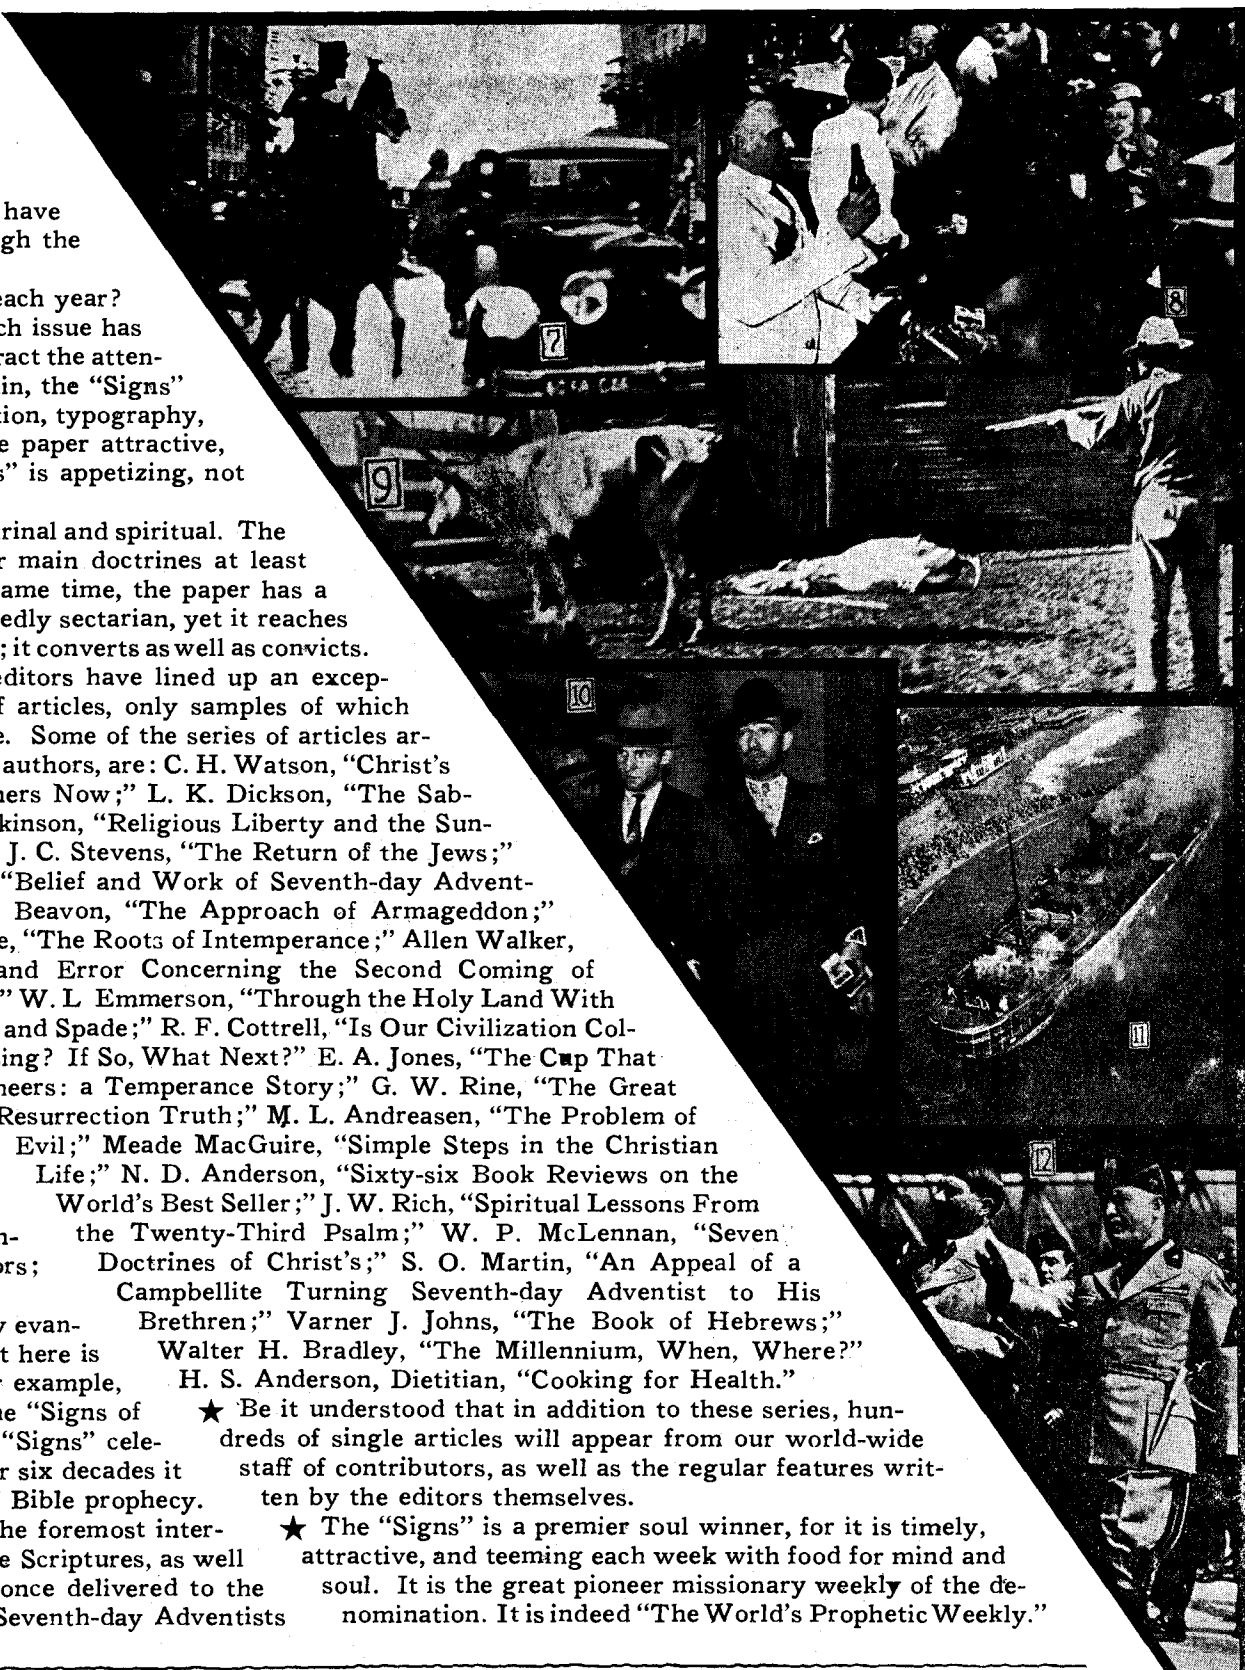 have
gh the
each year?
ch issue has
ract the atten-
in, the “Signs”
tion, typography,
e paper attractive,
s” is appetizing, not
rinal and spiritual. The
r main doctrines at least
ame time, the paper has a
edly sectarian, yet it reaches
; it converts as well as convicts.
editors have lined up an excep-
f articles, only samples of which
e. Some of the series of articles ar-
authors, are: C. H. Watson, “Christ's
ners Now;” L. K. Dickson, “The Sab-
kinson, “Religious Liberty and the Sun-
J. C. Stevens, “The Return of the Jews;”
“Belief and Work of Seventh-day Advent-
Beavon, “The Approach of Armageddon;”
e, “The Roots of Intemperance;” Allen Walker,
and Error Concerning the Second Coming of
” W. L Emmerson, “Through the Holy Land With
and Spade;” R. F. Cottrell, “Is Our Civilization Col-
sing? If So, What Next?” E. A. Jones, “The Cup That
neers: a Temperance Story;” G. W. Rine, “The Great
Resurrection Truth;” M. L. Andreasen, “The Problem of
Evil;” Meade MacGuire, “Simple Steps in the Christian
Life;” N. D. Anderson, “Sixty-six Book Reviews on the
World's Best Seller;” J. W. Rich, “Spiritual Lessons From
the Twenty-Third Psalm;” W. P. McLennan, “Seven
Doctrines of Christ's;” S. O. Martin, “An Appeal of a
Campbellite Turning Seventh-day Adventist to His
Brethren;” Varner J. Johns, “The Book of Hebrews;”
Walter H. Bradley, “The Millennium, When, Where?”
H. S. Anderson, Dietitian, “Cooking for Health.”
★ Be it understood that in addition to these series, hun-
dreds of single articles will appear from our world-wide
staff of contributors, as well as the regular features writ-
ten by the editors themselves.
★ The “Signs” is a premier soul winner, for it is timely,
attractive, and teeming each week with food for mind and
soul. It is the great pioneer missionary weekly of the de-
nomination. It is indeed “The World's Prophetic Weekly.”
n-
ors;
y evan-
t here is
r example,
he “Signs of
“Signs” cele-
r six decades it
Bible prophecy.
he foremost inter-
e Scriptures, as well
once delivered to the
Seventh-day Adventists
7
8
9
10
11
12